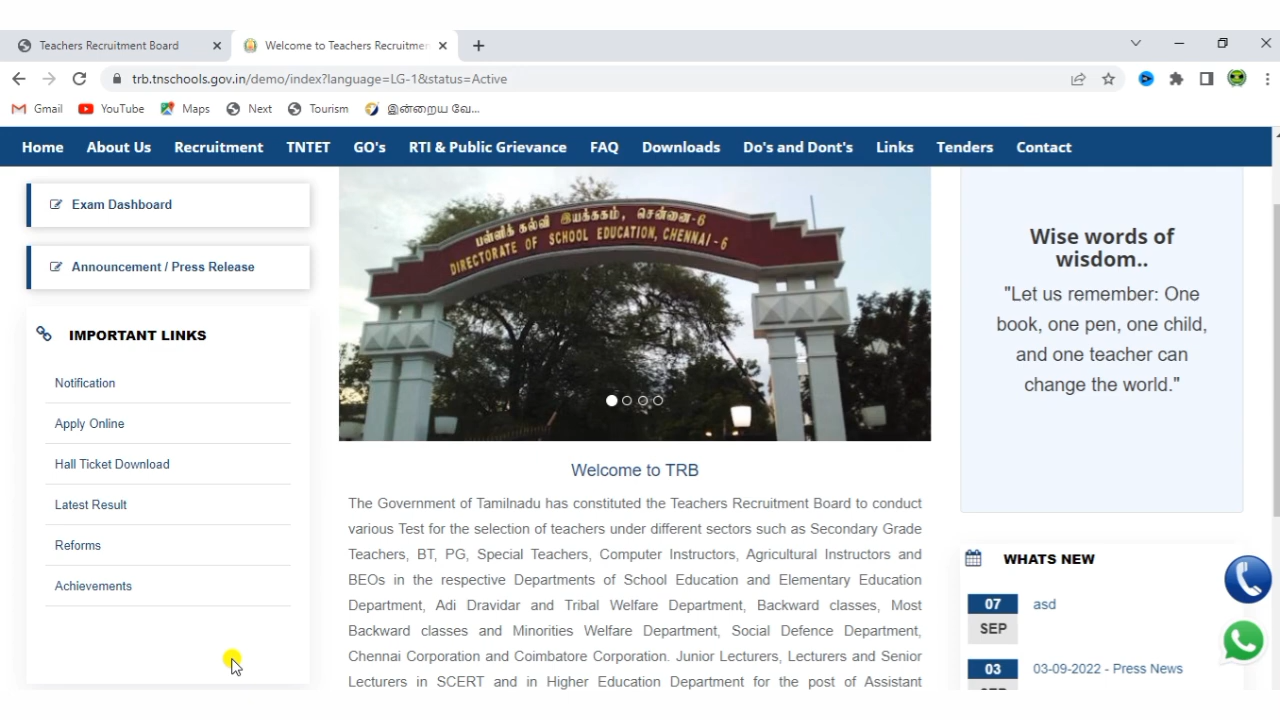 Teachers Recruitment Board
Welcome to Teachers Recruitmen
trb.tnschools.gov.in/demo/index?language=LG-1&status=Active
Gmail
YouTube
Maps
Next
Tourism
இன்றைய வே...
Home
About Us
Recruitment
TNTET
GO's
RTI & Public Grievance
FAQ
Downloads
Do's and Dont's
Links
Tenders
Contact
Exam Dashboard
Announcement / Press Release
IMPORTANT LINKS
Notification
Apply Online
Hall Ticket Download
Latest Result
Reforms
Achievements
பள்ளிக் கல்வி இயக்ககம், சென்னை-6
DIRECTORATE OF SCHOOL EDUCATION, CHENNAI - 6
Welcome to TRB
The Government of Tamilnadu has constituted the Teachers Recruitment Board to conduct
various Test for the selection of teachers under different sectors such as Secondary Grade
Teachers, BT, PG, Special Teachers, Computer Instructors, Agricultural Instructors and
BEOs in the respective Departments of School Education and Elementary Education
Department, Adi Dravidar and Tribal Welfare Department, Backward classes, Most
Backward classes and Minorities Welfare Department, Social Defence Department,
Chennai Corporation and Coimbatore Corporation. Junior Lecturers, Lecturers and Senior
Lecturers in SCERT and in Higher Education Department for the post of Assistant
Wise words of
wisdom..
"Let us remember: One
book, one pen, one child,
and one teacher can
change the world."
WHATS NEW
07
SEP
asd
03
03-09-2022 - Press News